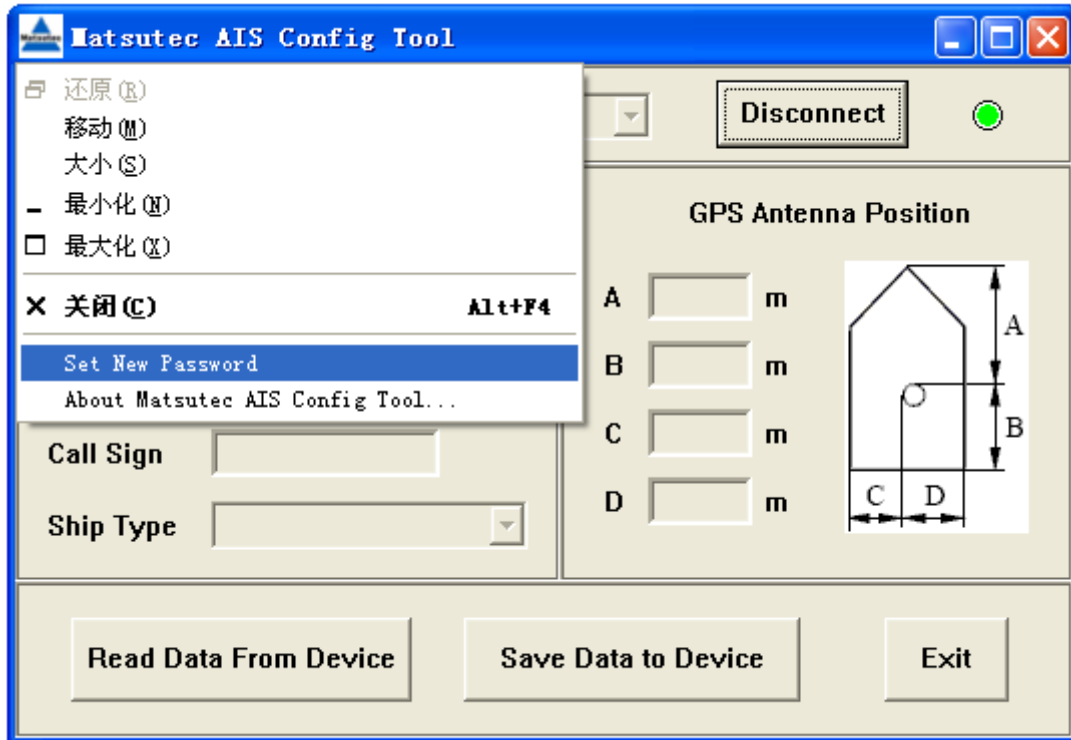 Matsutec AIS Config Tool
还原(R)
移动(M)
大小(S)
最小化(N)
最大化(X)
关闭(C) Alt+F4
Set New Password
About Matsutec AIS Config Tool...
Disconnect
Call Sign
Ship Type
GPS Antenna Position
A m
B m
C m
D m
A
B
C D
Read Data From Device
Save Data to Device
Exit